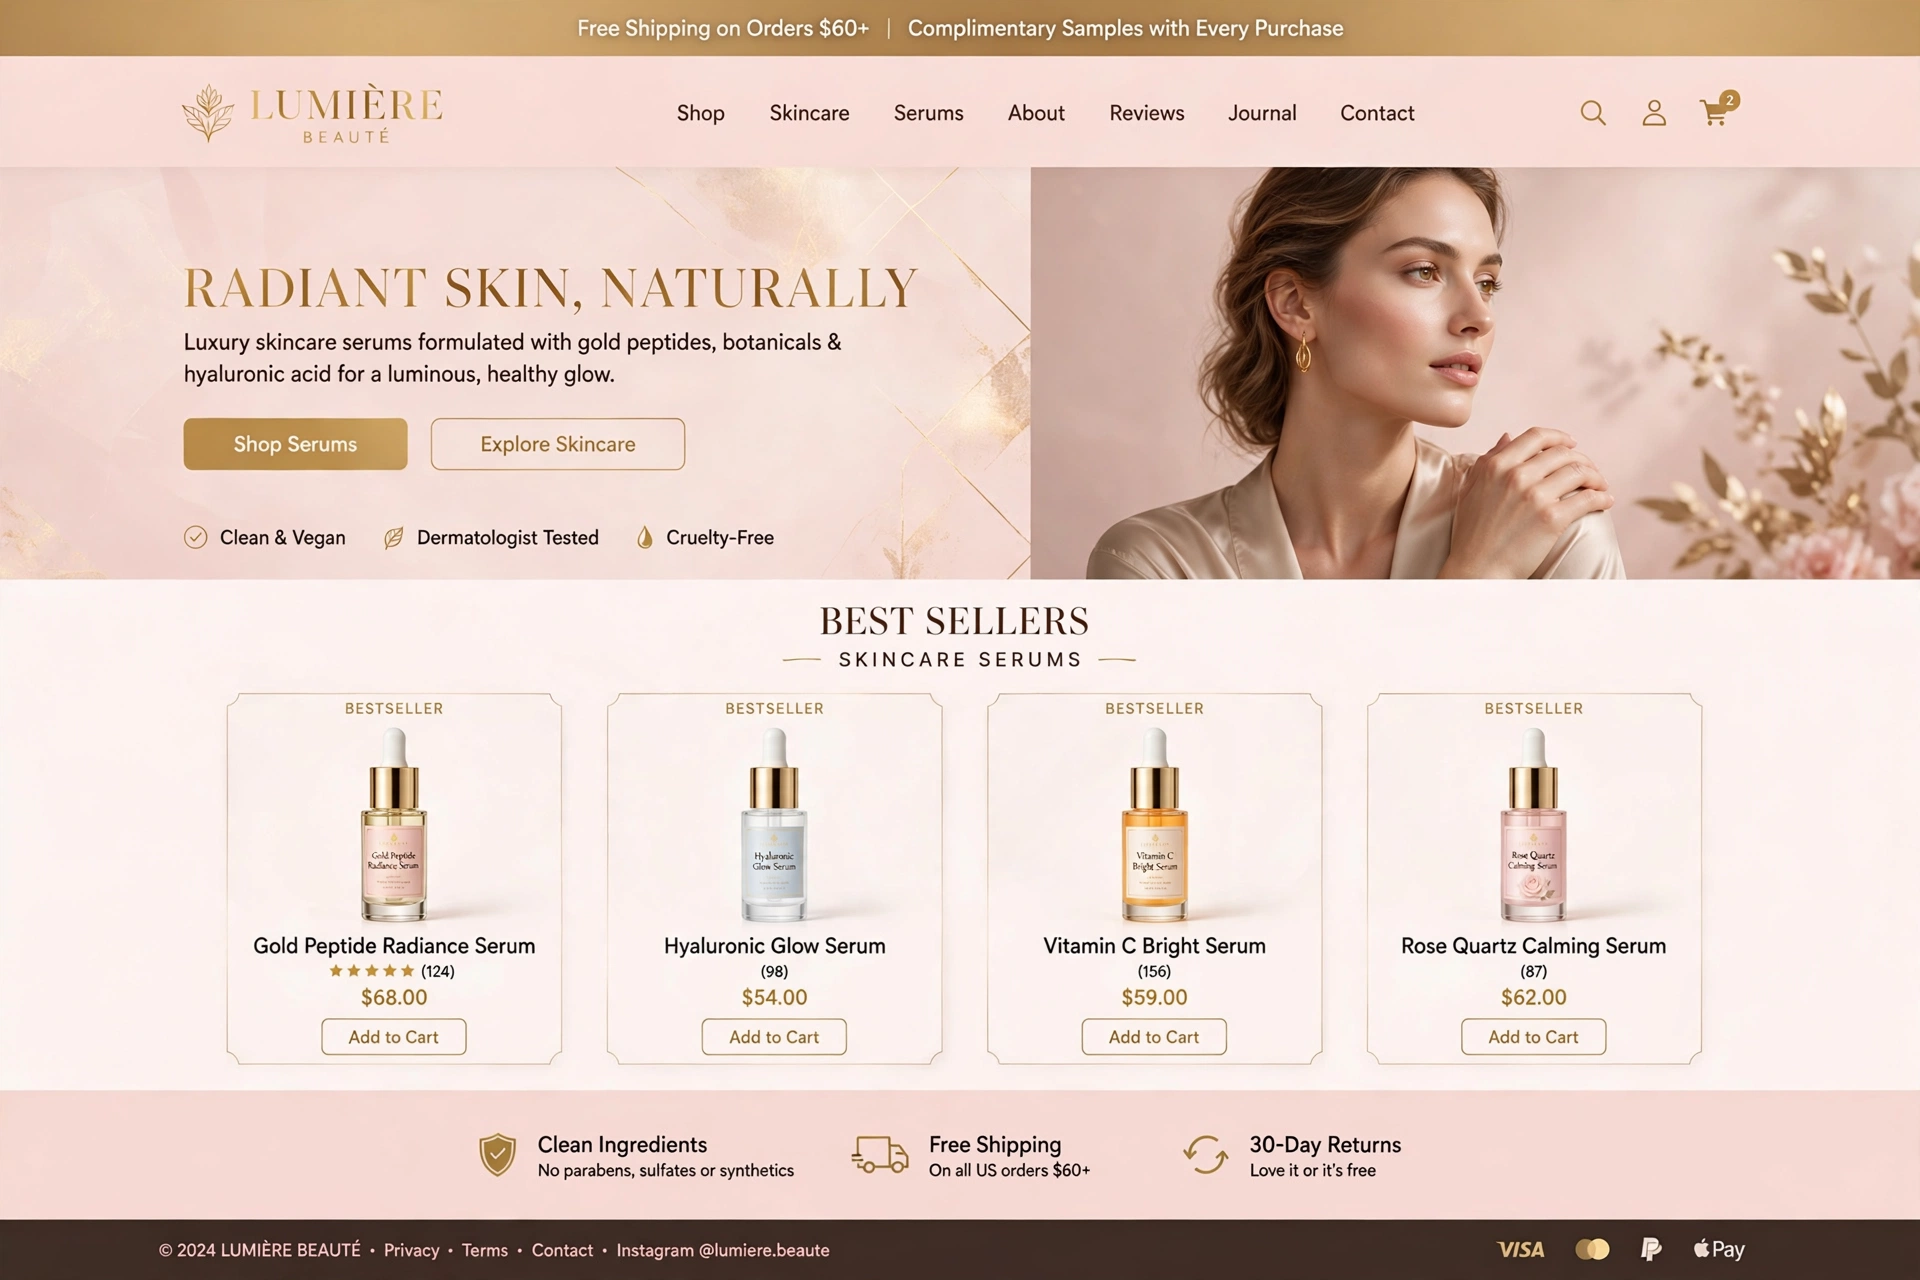 Free Shipping on Orders $60+ | Complimentary Samples with Every Purchase
LUMIÈRE
BEAUTÉ
Shop Skincare Serums About Reviews Journal Contact
2
RADIANT SKIN, NATURALLY
Luxury skincare serums formulated with gold peptides, botanicals &
hyaluronic acid for a luminous, healthy glow.
Shop Serums Explore Skincare
Clean & Vegan Dermatologist Tested Cruelty-Free
BEST SELLERS
SKINCARE SERUMS
BESTSELLER
Gold Peptide
Radiance Serum
Gold Peptide Radiance Serum
★★★★★ (124)
$68.00
Add to Cart
BESTSELLER
Hyaluronic
Glow Serum
Hyaluronic Glow Serum
(98)
$54.00
Add to Cart
BESTSELLER
Vitamin C
Bright Serum
Vitamin C Bright Serum
(156)
$59.00
Add to Cart
BESTSELLER
Rose Quartz
Calming Serum
Rose Quartz Calming Serum
(87)
$62.00
Add to Cart
Clean Ingredients
No parabens, sulfates or synthetics
Free Shipping
On all US orders $60+
30-Day Returns
Love it or it's free
© 2024 LUMIÈRE BEAUTÉ • Privacy • Terms • Contact • Instagram @lumiere.beaute
VISA Pay